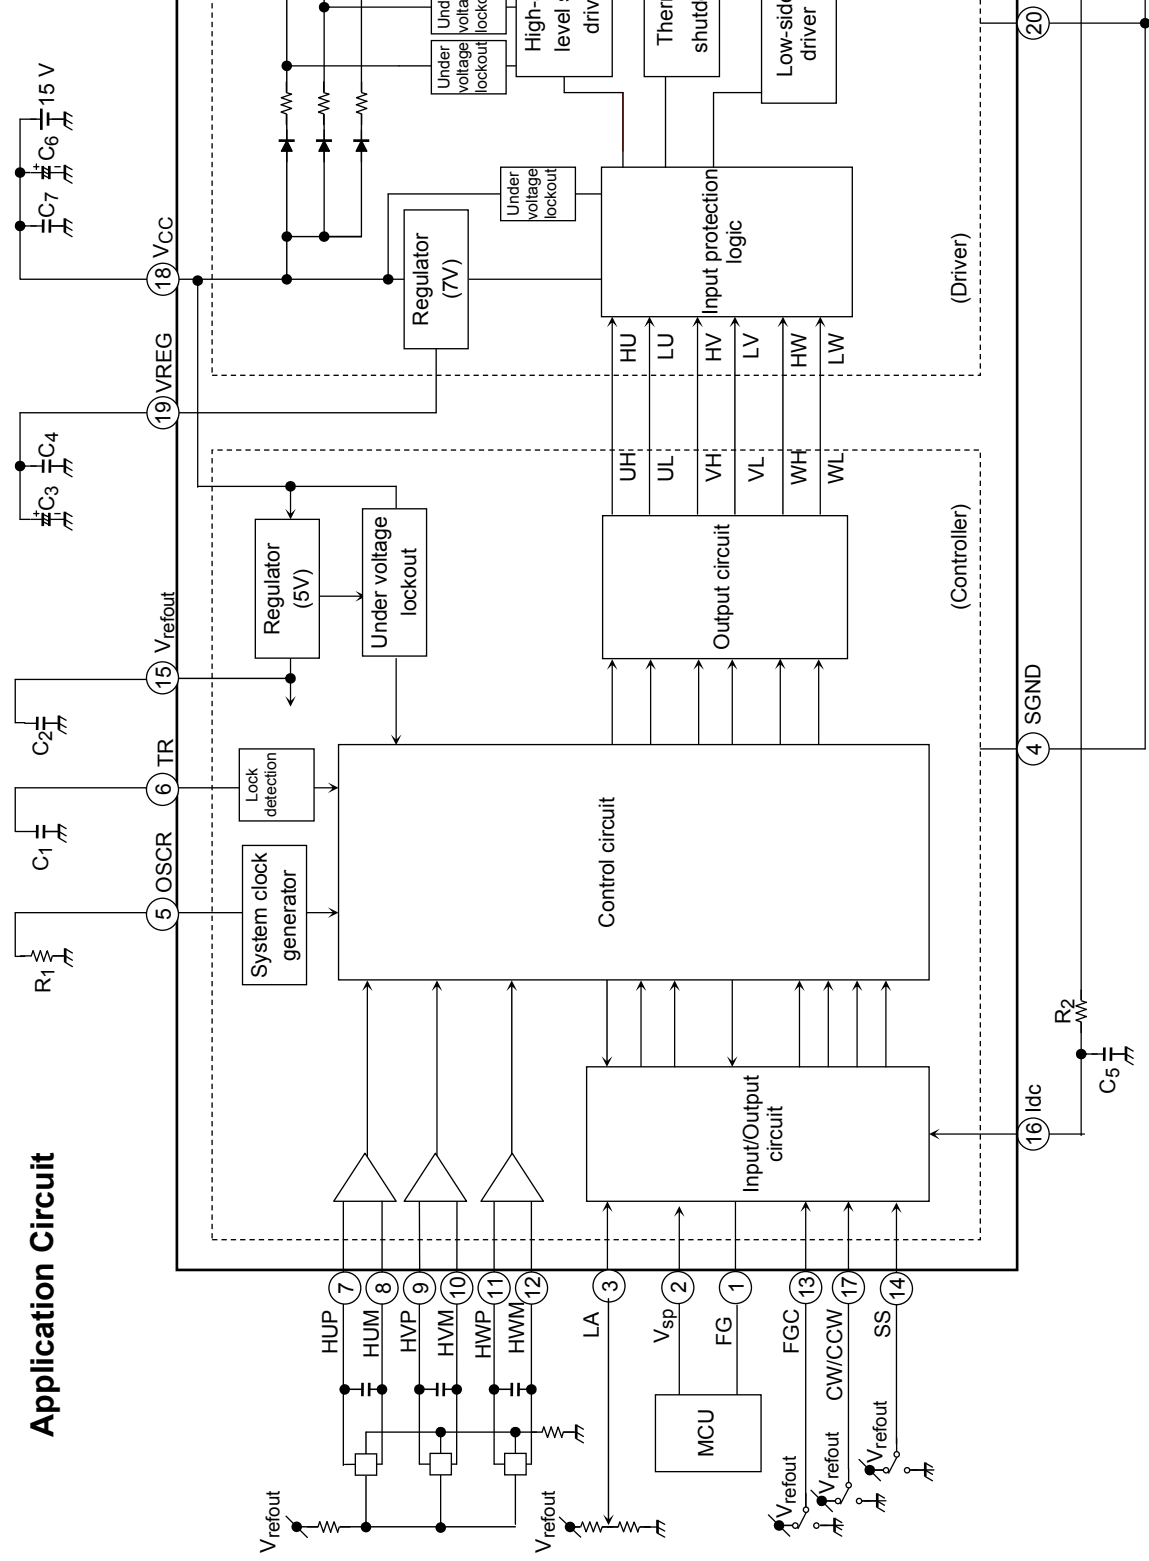 Application Circuit
HUP
7
HUM
8
HVP
9
HVM
10
HWP
11
HWM
12
LA
3
Vsp
2
FG
1
FGC
13
CW/CCW
17
SS
14
Vrefout
Vrefout
Vrefout
Vrefout
Vrefout
MCU
R1
C1
C2
C3
+
-
C4
C7
C6
+
-
15 V
5
OSCR
6
TR
15
Vrefout
19
VREG
18
VCC
System clock
generator
Lock
detection
Regulator
(5V)
Under voltage
lockout
Control circuit
Input/Output
circuit
Output circuit
(Controller)
UH
UL
VH
VL
WH
WL
HU
LU
HV
LV
HW
LW
Regulator
(7V)
Under
voltage
lockout
Input protection
logic
(Driver)
Under
voltage
lockout
High-
level
driv
shutd
Low-side
driver
16
Idc
C5
R2
4
SGND
20